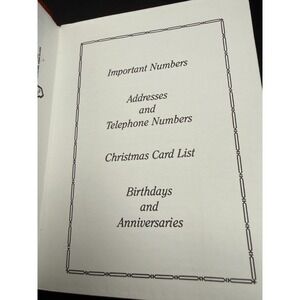 Important Numbers
Addresses
and
Telephone Numbers
Christmas Card List
Birthdays
and
Anniversaries